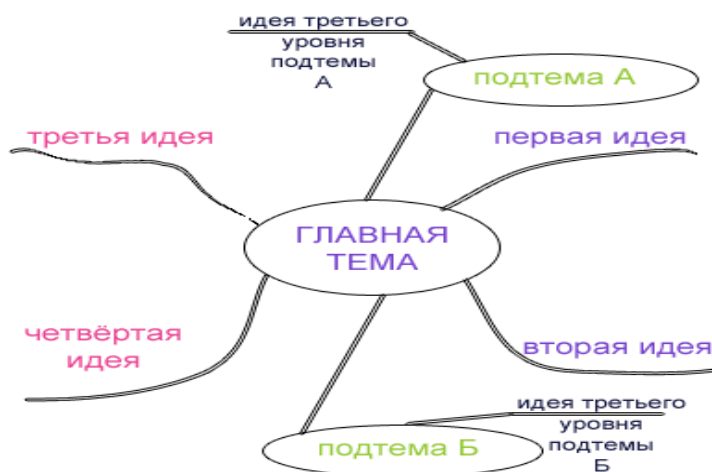 идея третьего
уровня
подтемы
А
подтема А
третья идея
первая идея
ГЛАВНАЯ
ТЕМА
четвёртая
идея
вторая идея
идея третьего
уровня
подтемы
Б
подтема Б